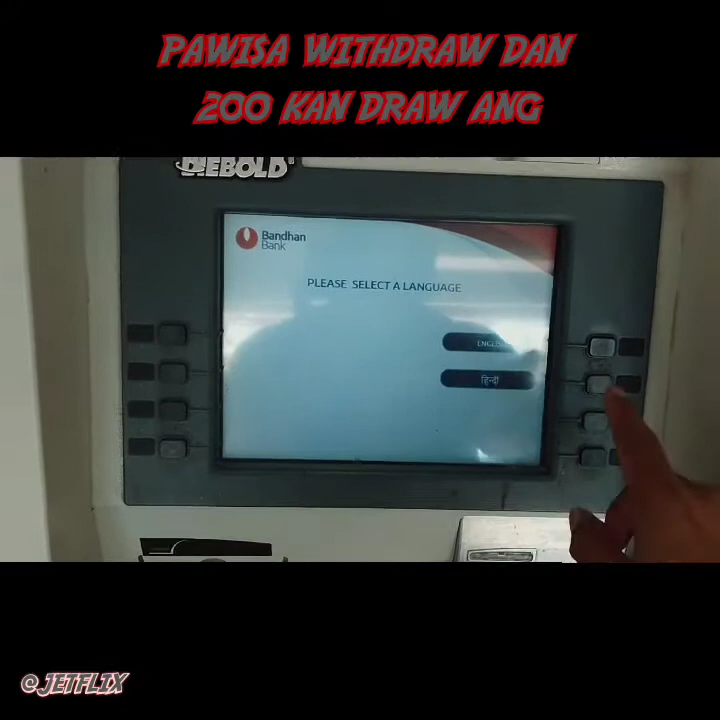 PAWISA WITHDRAW DAN
200 KAN DRAW ANG
DIEBOLD
Bandhan
Bank
PLEASE SELECT A LANGUAGE
ENGLISH
हिन्दी
@JETFLIX